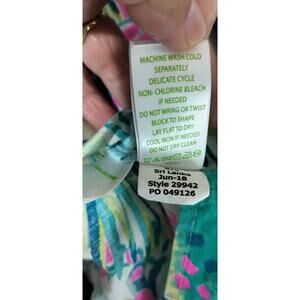 MACHINE WASH COLD
SEPARATELY
DELICATE CYCLE
NON- CHLORINE BLEACH
IF NEEDED
DO NOT WRING OR TWIST
BLOCK TO SHAPE
LAY FLAT TO DRY
COOL IRON IF NEEDED
DO NOT DRY CLEAN
Sri Lanka
Jun-18
Style 29942
PO 049126